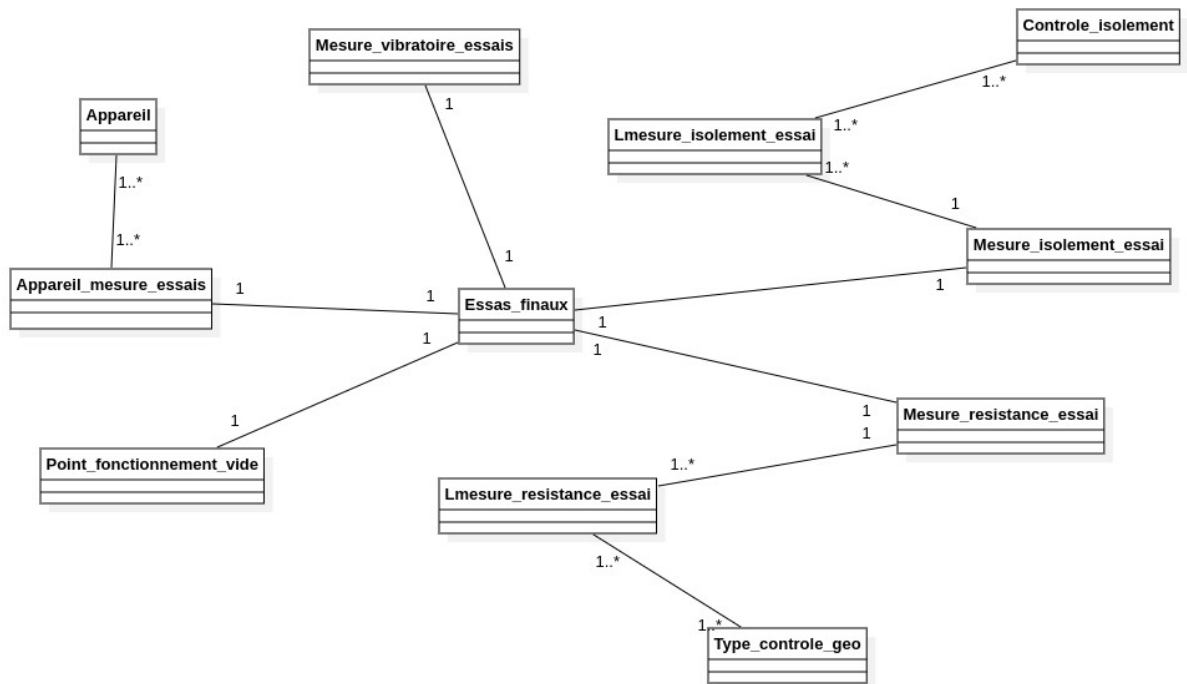 Controle_isolement
Mesure_vibratoire_essais
1..*
1
Appareil
1..*
Lmesure_isolement_essai
1..*
1..*
1
1..*
Mesure_isolement_essai
1
Appareil_mesure_essais
1
1
1
Essas_finaux
1
1
1
1
Mesure_resistance_essai
1
1
1
Point_fonctionnement_vide
1..*
Lmesure_resistance_essai
1..*
1..*
Type_controle_geo